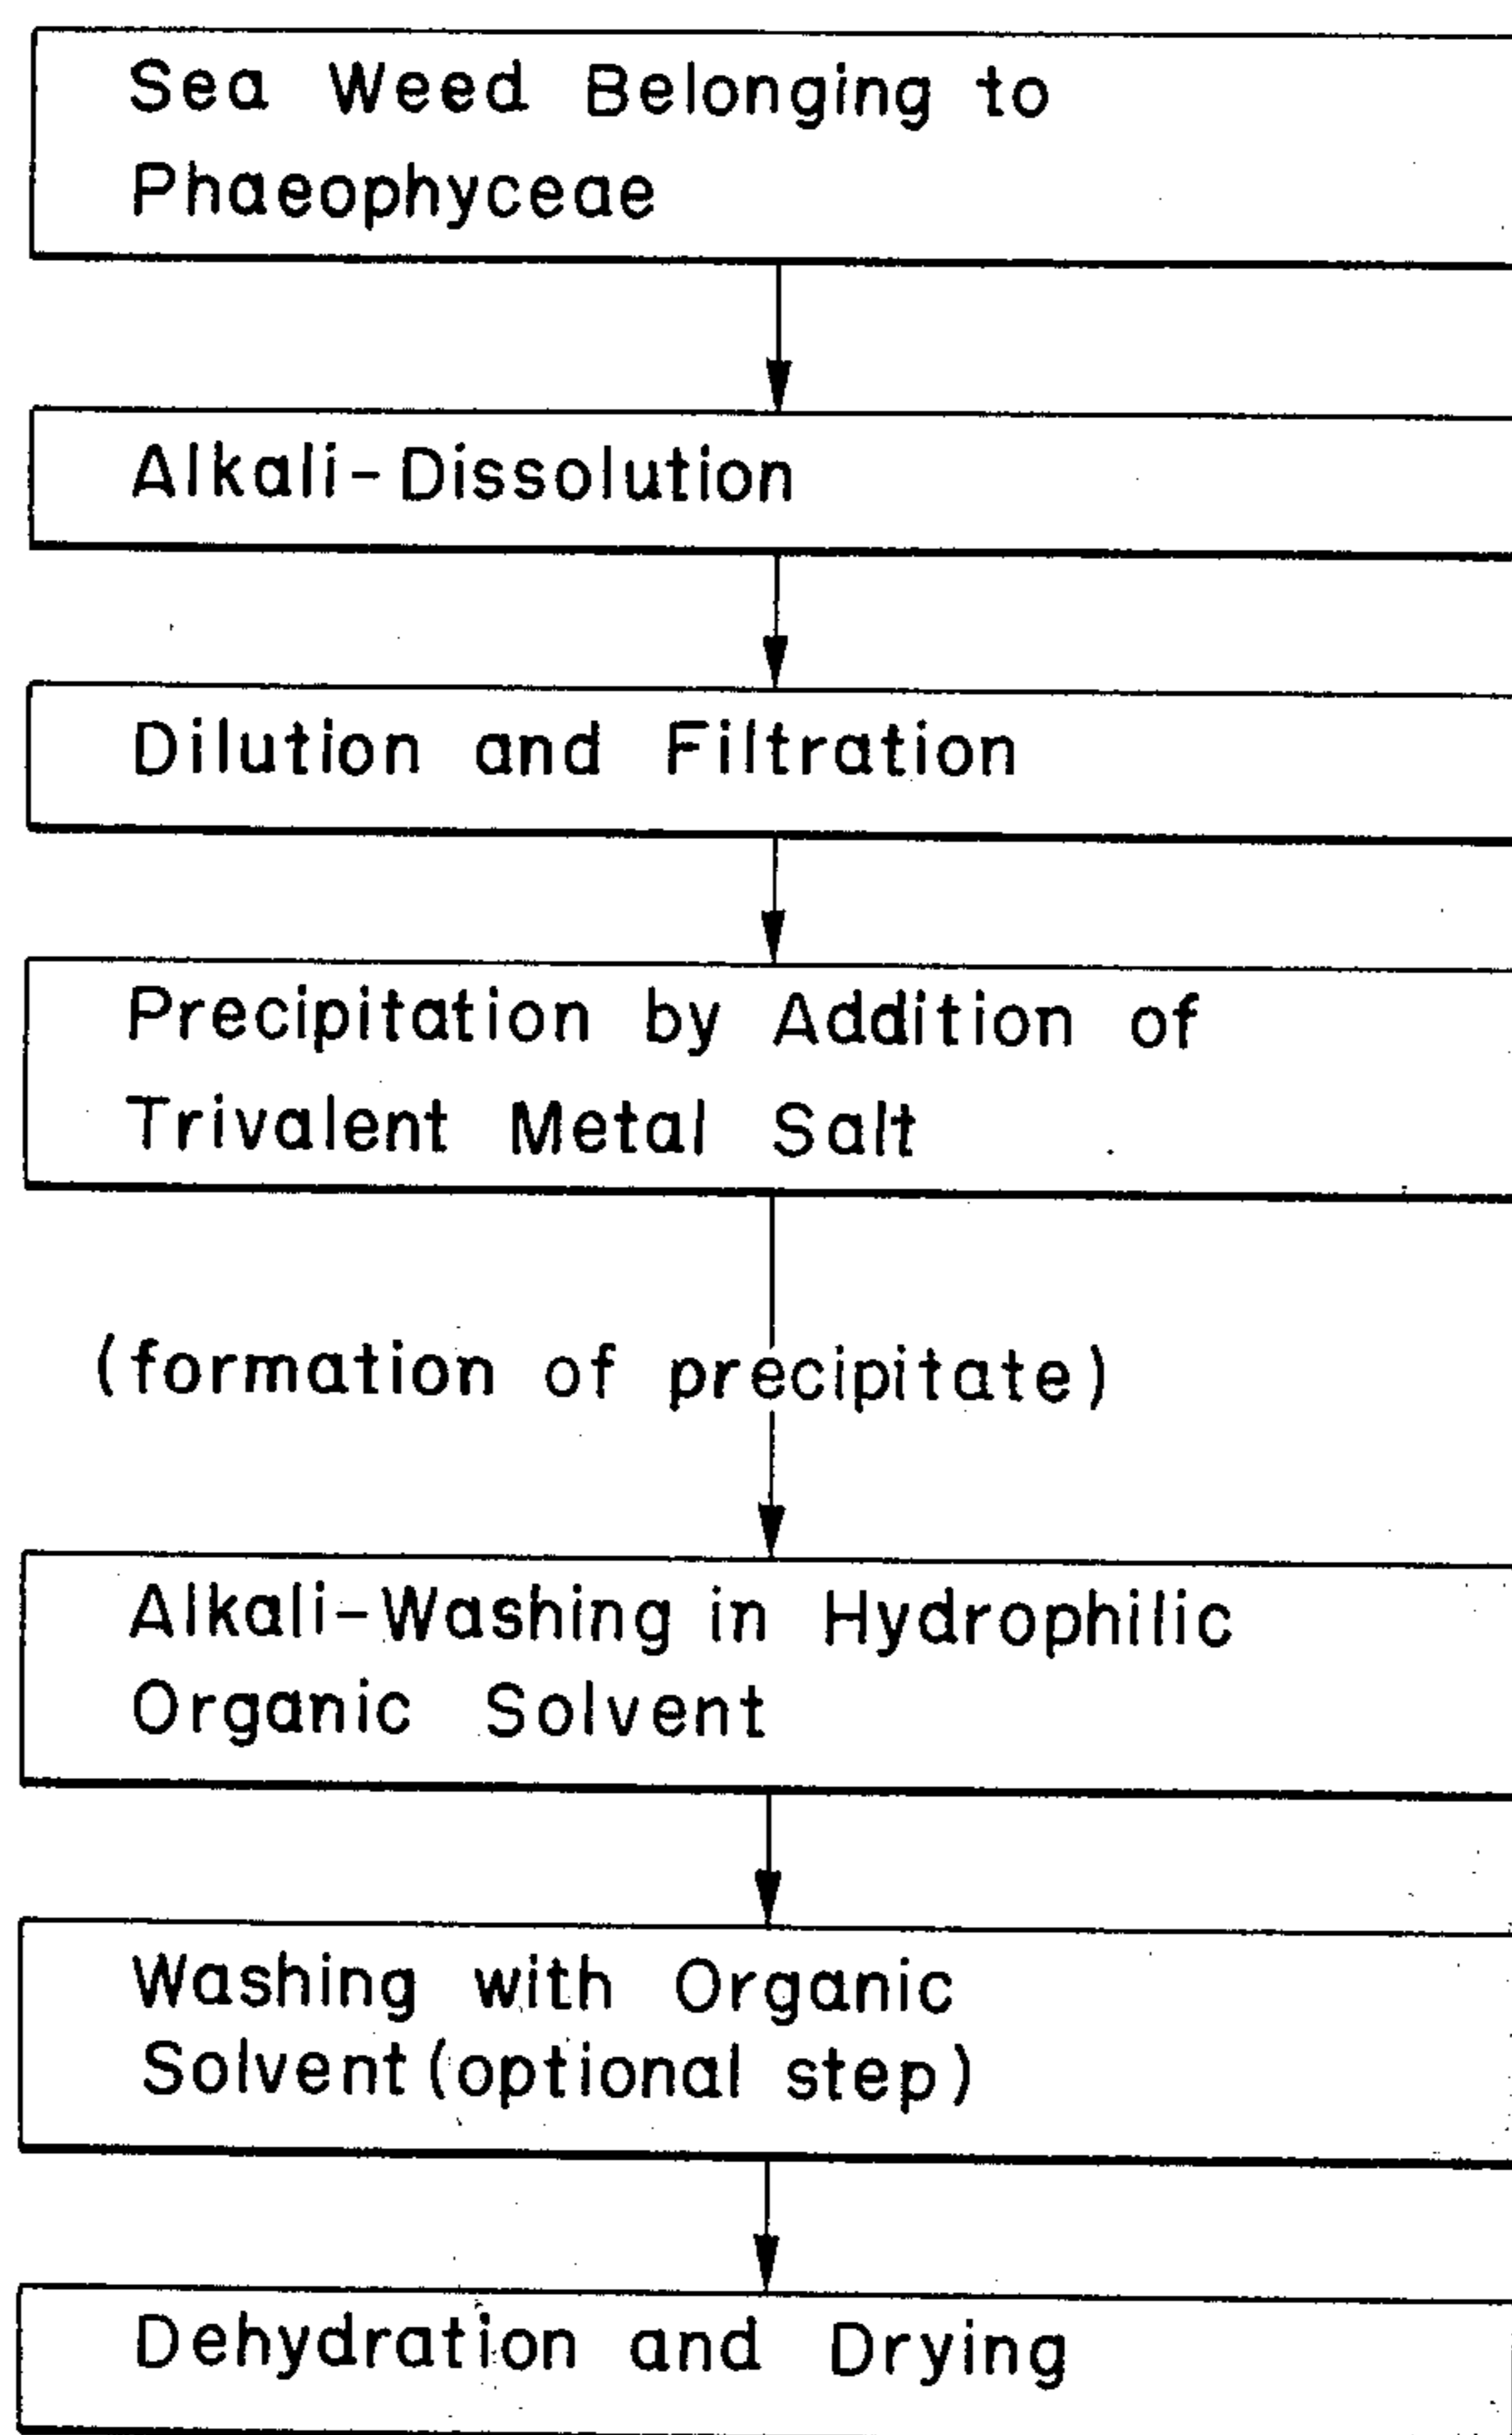 Sea Weed Belonging to
Phaeophyceae
Alkali-Dissolution
Dilution and Filtration
Precipitation by Addition of
Trivalent Metal Salt
(formation of precipitate)
Alkali-Washing in Hydrophilic
Organic Solvent
Washing with Organic
Solvent(optional step)
Dehydration and Drying